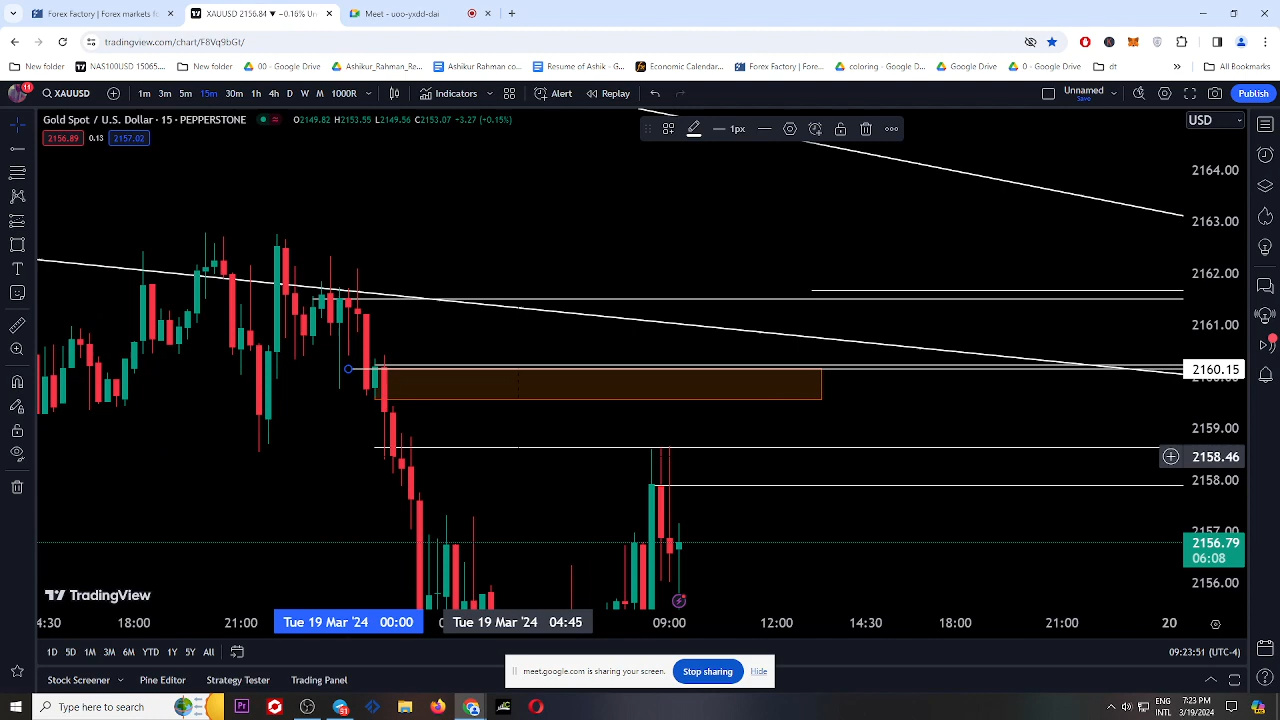 Forex Factory | Forex markets fo
XAUUSD 2156.84 ▼ −0.18% Un
Meet - uoo-yxdd-dai
tradingview.com/chart/F8Vq9bGt/
New folder
NAS100USD 15065...
New folder
00 - Google Drive
Ashikur_Rahman_Re...
Ashikur Rahman co...
Resume of Ashik - G...
Economic Calendar...
Forex Factory | Fore...
coloring - Google D...
Google Drive
0 - Google Drive
dt
All Bookmarks
11
XAUUSD
1m 3m 5m 15m 30m 1h 4h D W M 1000R
Indicators
Alert
Replay
Unnamed
Save
Publish
Gold Spot / U.S. Dollar · 15 · PEPPERSTONE
O2149.82 H2153.55 L2149.56 C2153.07 −3.27 (−0.15%)
1px
USD
2156.89 0.13 2157.02
2164.00
2163.00
2162.00
2161.00
2160.15
2159.00
2158.46
2158.00
2157.00
2156.79
06:08
2156.00
TradingView
4:30 18:00 21:00 Tue 19 Mar '24 00:00 Tue 19 Mar '24 04:45 09:00 12:00 14:30 18:00 21:00 20
1D 5D 1M 3M 6M YTD 1Y 5Y All
09:23:51 (UTC-4)
meet.google.com is sharing your screen.
Stop sharing
Hide
Stock Screener
Pine Editor
Strategy Tester
Trading Panel
Type here to search
ENG
INTL
7:23 PM
3/19/2024